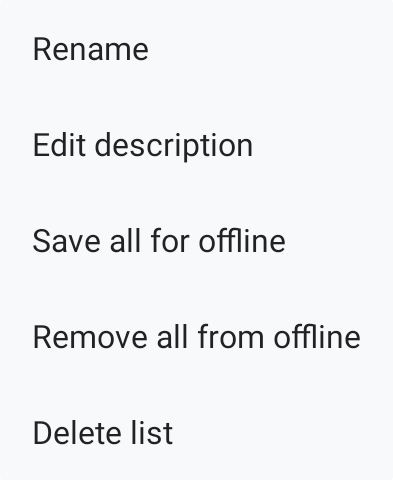 Rename
Edit description
Save all for offline
Remove all from offline
Delete list